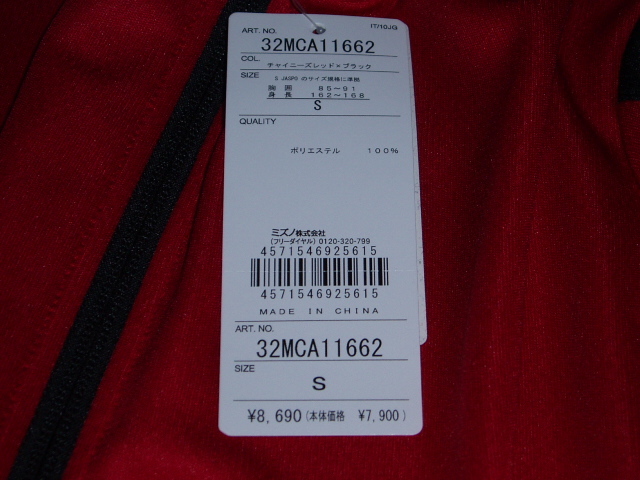 IT/10JG
ART. NO.
32MCA11662
COL.
チャイニーズレッド×ブラック
SIZE S JASPO のサイズ規格に準拠
胸囲 85〜91
身長 162〜168
S
QUALITY
ポリエステル 100%
ミズノ株式会社
(フリーダイヤル) 0120-320-799
4571546925615
4571546925615
MADE IN CHINA
ART. NO.
32MCA11662
SIZE
S
¥8,690(本体価格 ¥7,900)